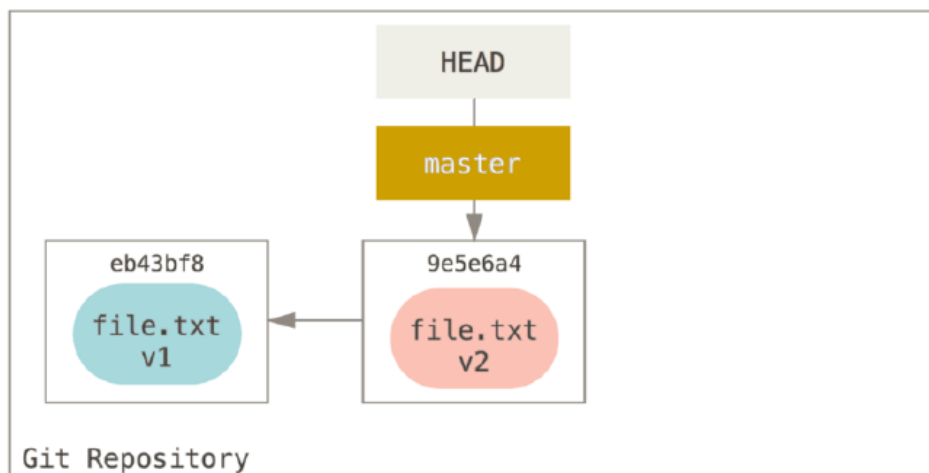 HEAD
master
eb43bf8
file.txt
v1
9e5e6a4
file.txt
v2
Git Repository